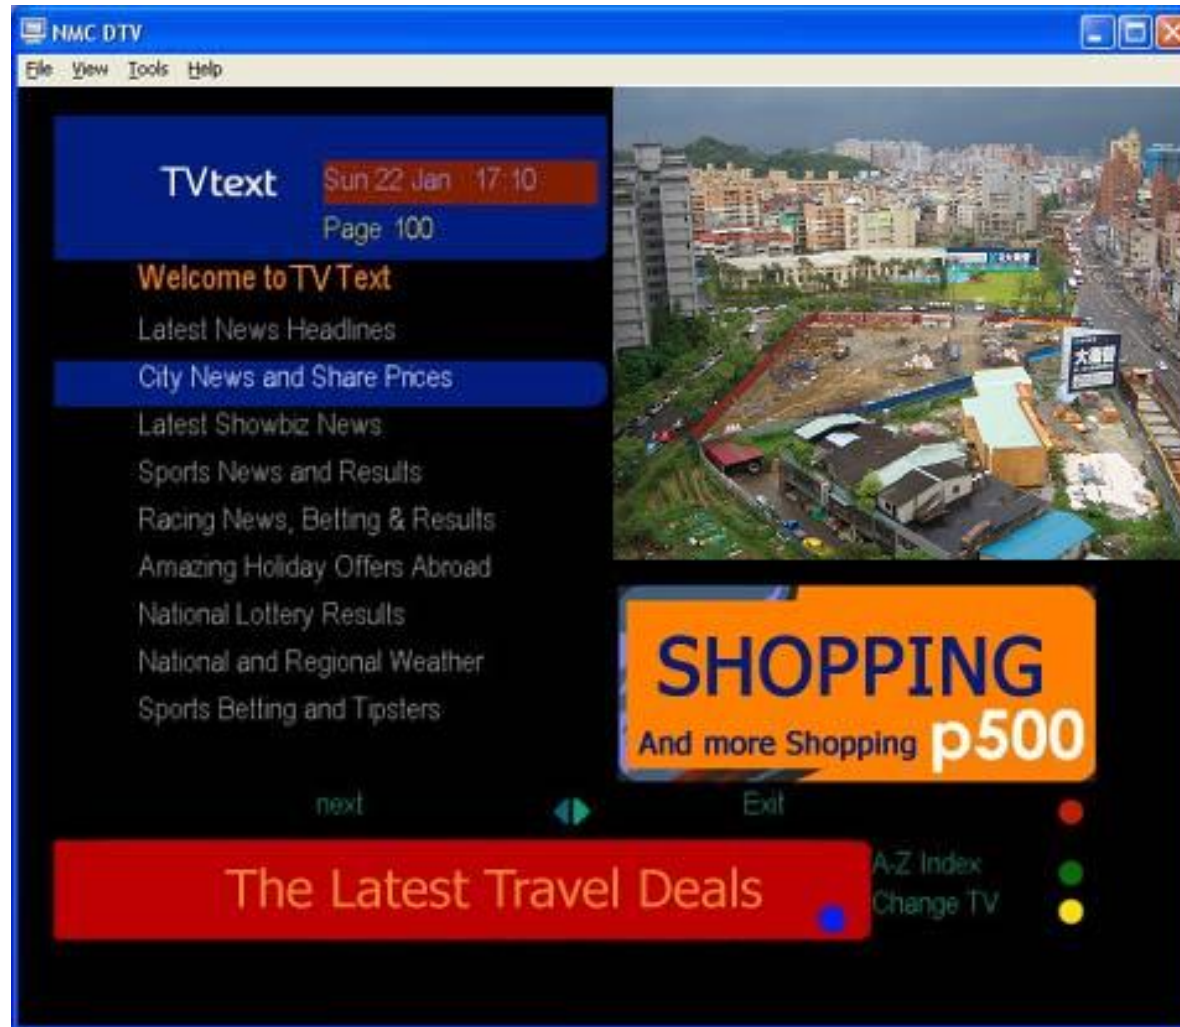 NMC DTV
File View Tools Help
TVtext
Sun 22 Jan 17 10
Page 100
Welcome to TV Text
Latest News Headlines
City News and Share Prices
Latest Showbiz News
Sports News and Results
Racing News, Betting & Results
Amazing Holiday Offers Abroad
National Lottery Results
National and Regional Weather
Sports Betting and Tipsters
SHOPPING
And more Shopping p500
next
Exit
The Latest Travel Deals
A-Z Index
Change TV